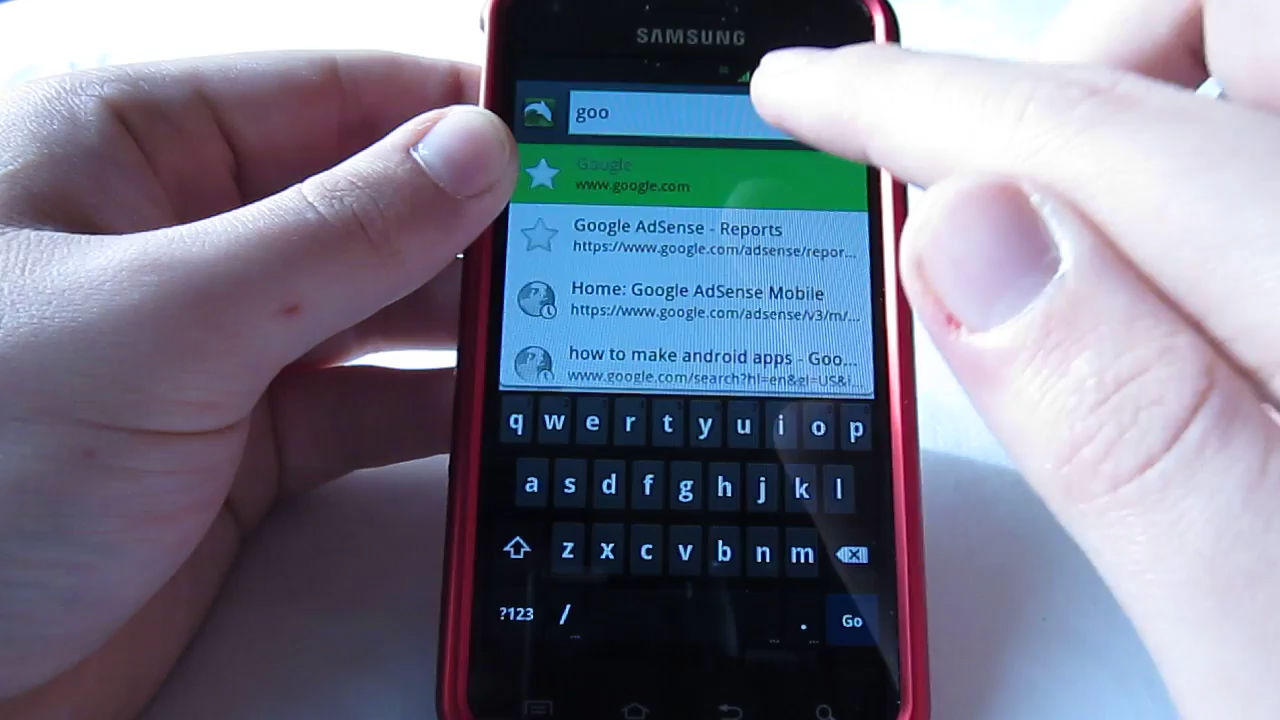 SAMSUNG
goo
Google
www.google.com
Google AdSense - Reports
https://www.google.com/adsense/repor...
Home: Google AdSense Mobile
https://www.google.com/adsense/v3/m/...
how to make android apps - Goo...
www.google.com/search?hl=en&gl=US&i...
q w e r t y u i o p
a s d f g h j k l
z x c v b n m
?123 / . Go